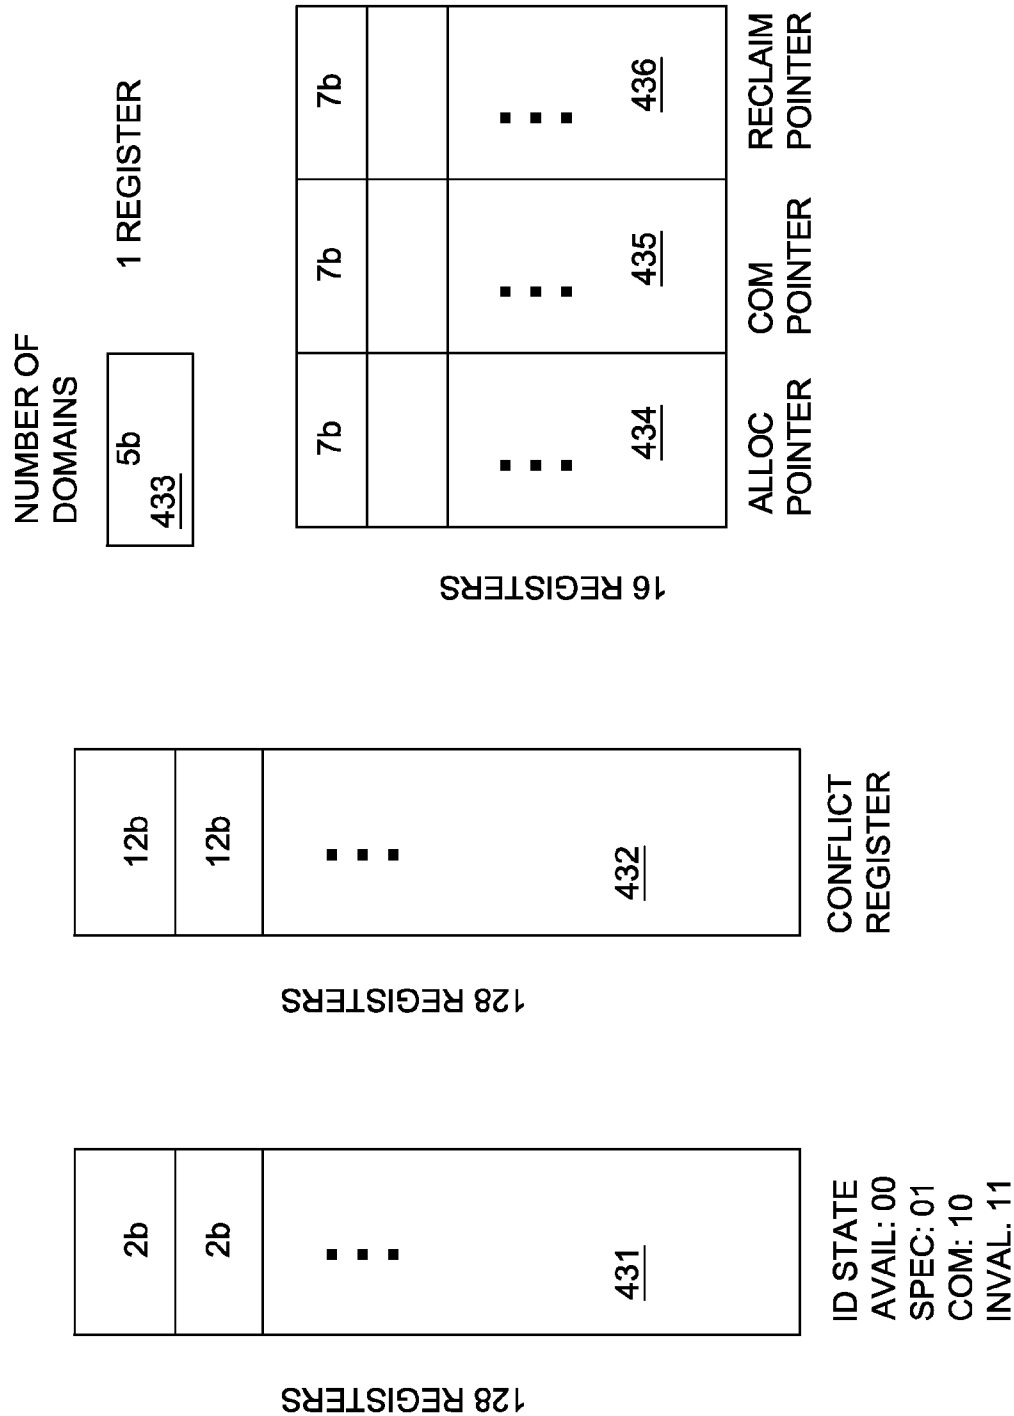 128 REGISTERS
2b
2b
431
ID STATE
AVAIL: 00
SPEC: 01
COM: 10
INVAL. 11
128 REGISTERS
12b
12b
432
CONFLICT
REGISTER
NUMBER OF
DOMAINS
5b
433
1 REGISTER
16 REGISTERS
7b
7b
7b
434
435
436
ALLOC
POINTER
COM
POINTER
RECLAIM
POINTER